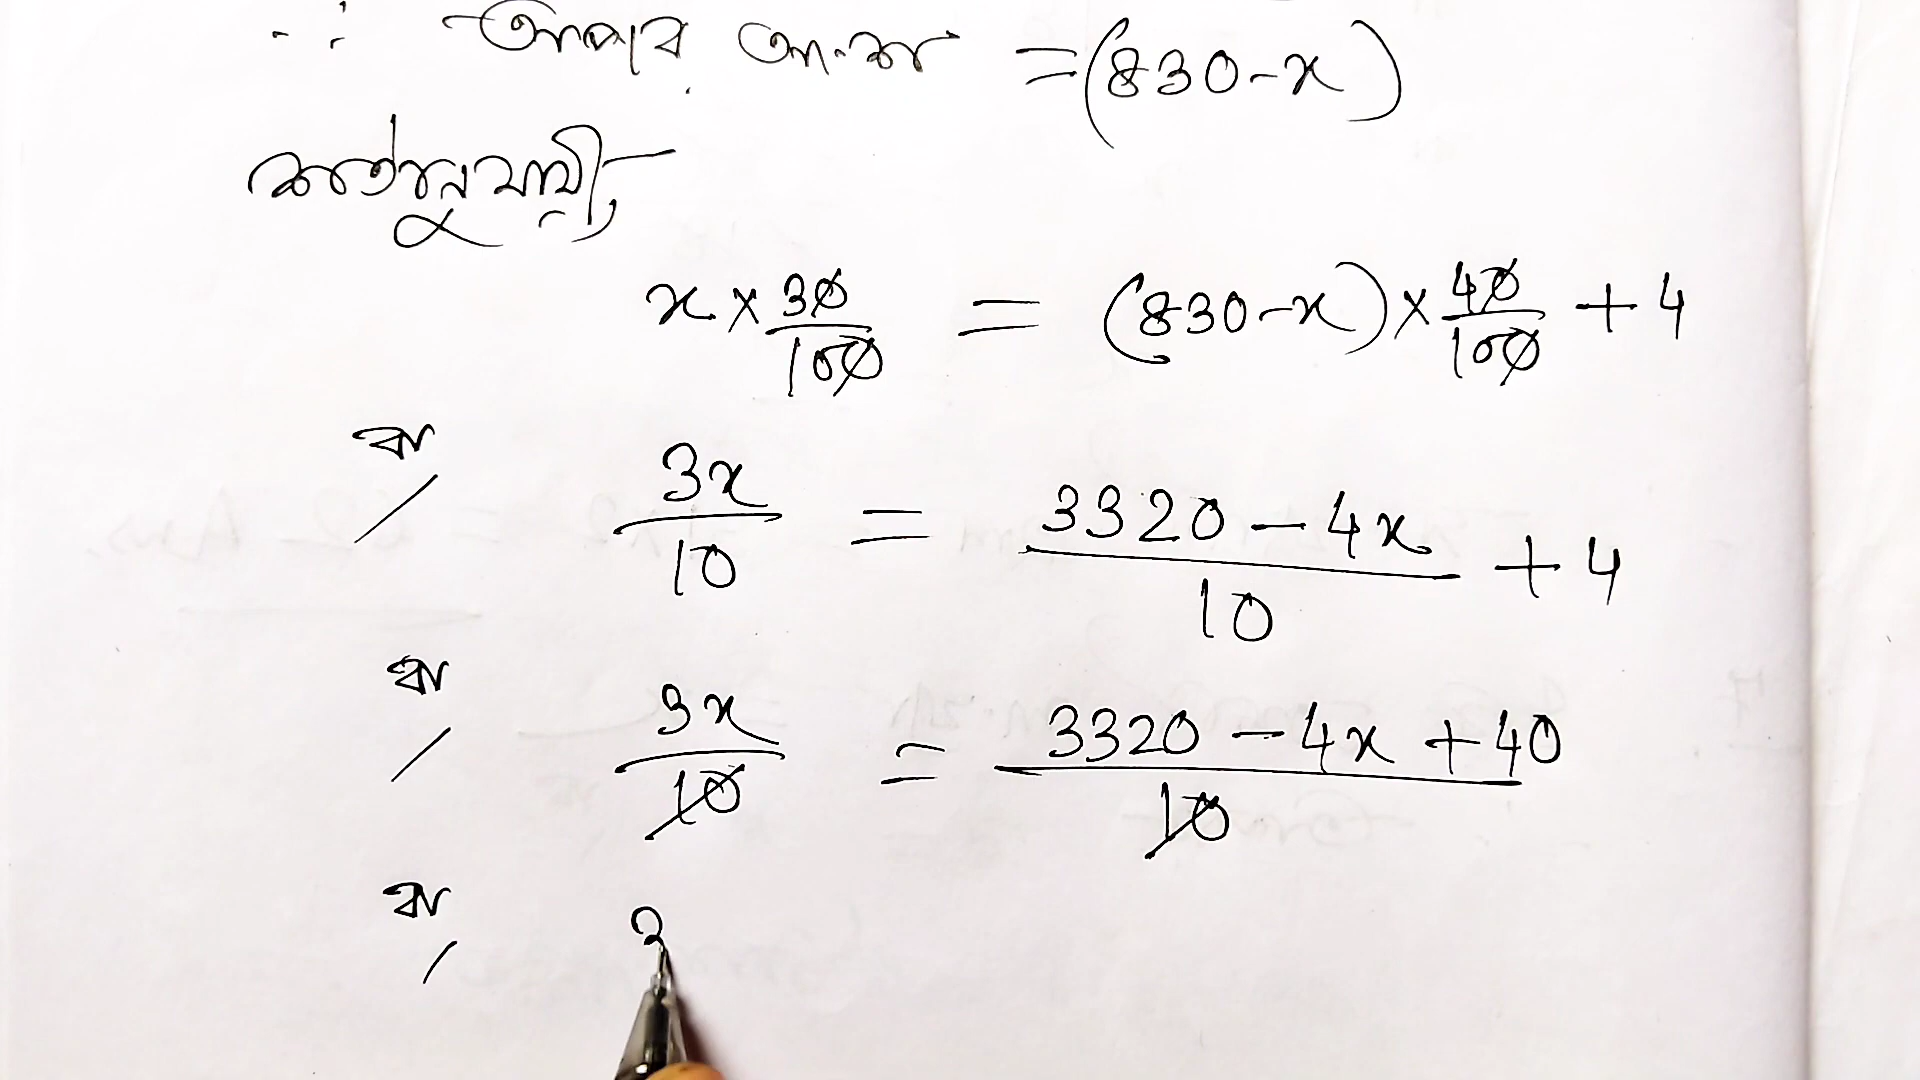 ∴ অপর অংশ = (830 - x)
শর্তানুযায়ী,
x × 30/100 = (830 - x) × 40/100 + 4
বা, 3x/10 = (3320 - 4x)/10 + 4
বা, 3x/10 = (3320 - 4x + 40)/10
বা, 3